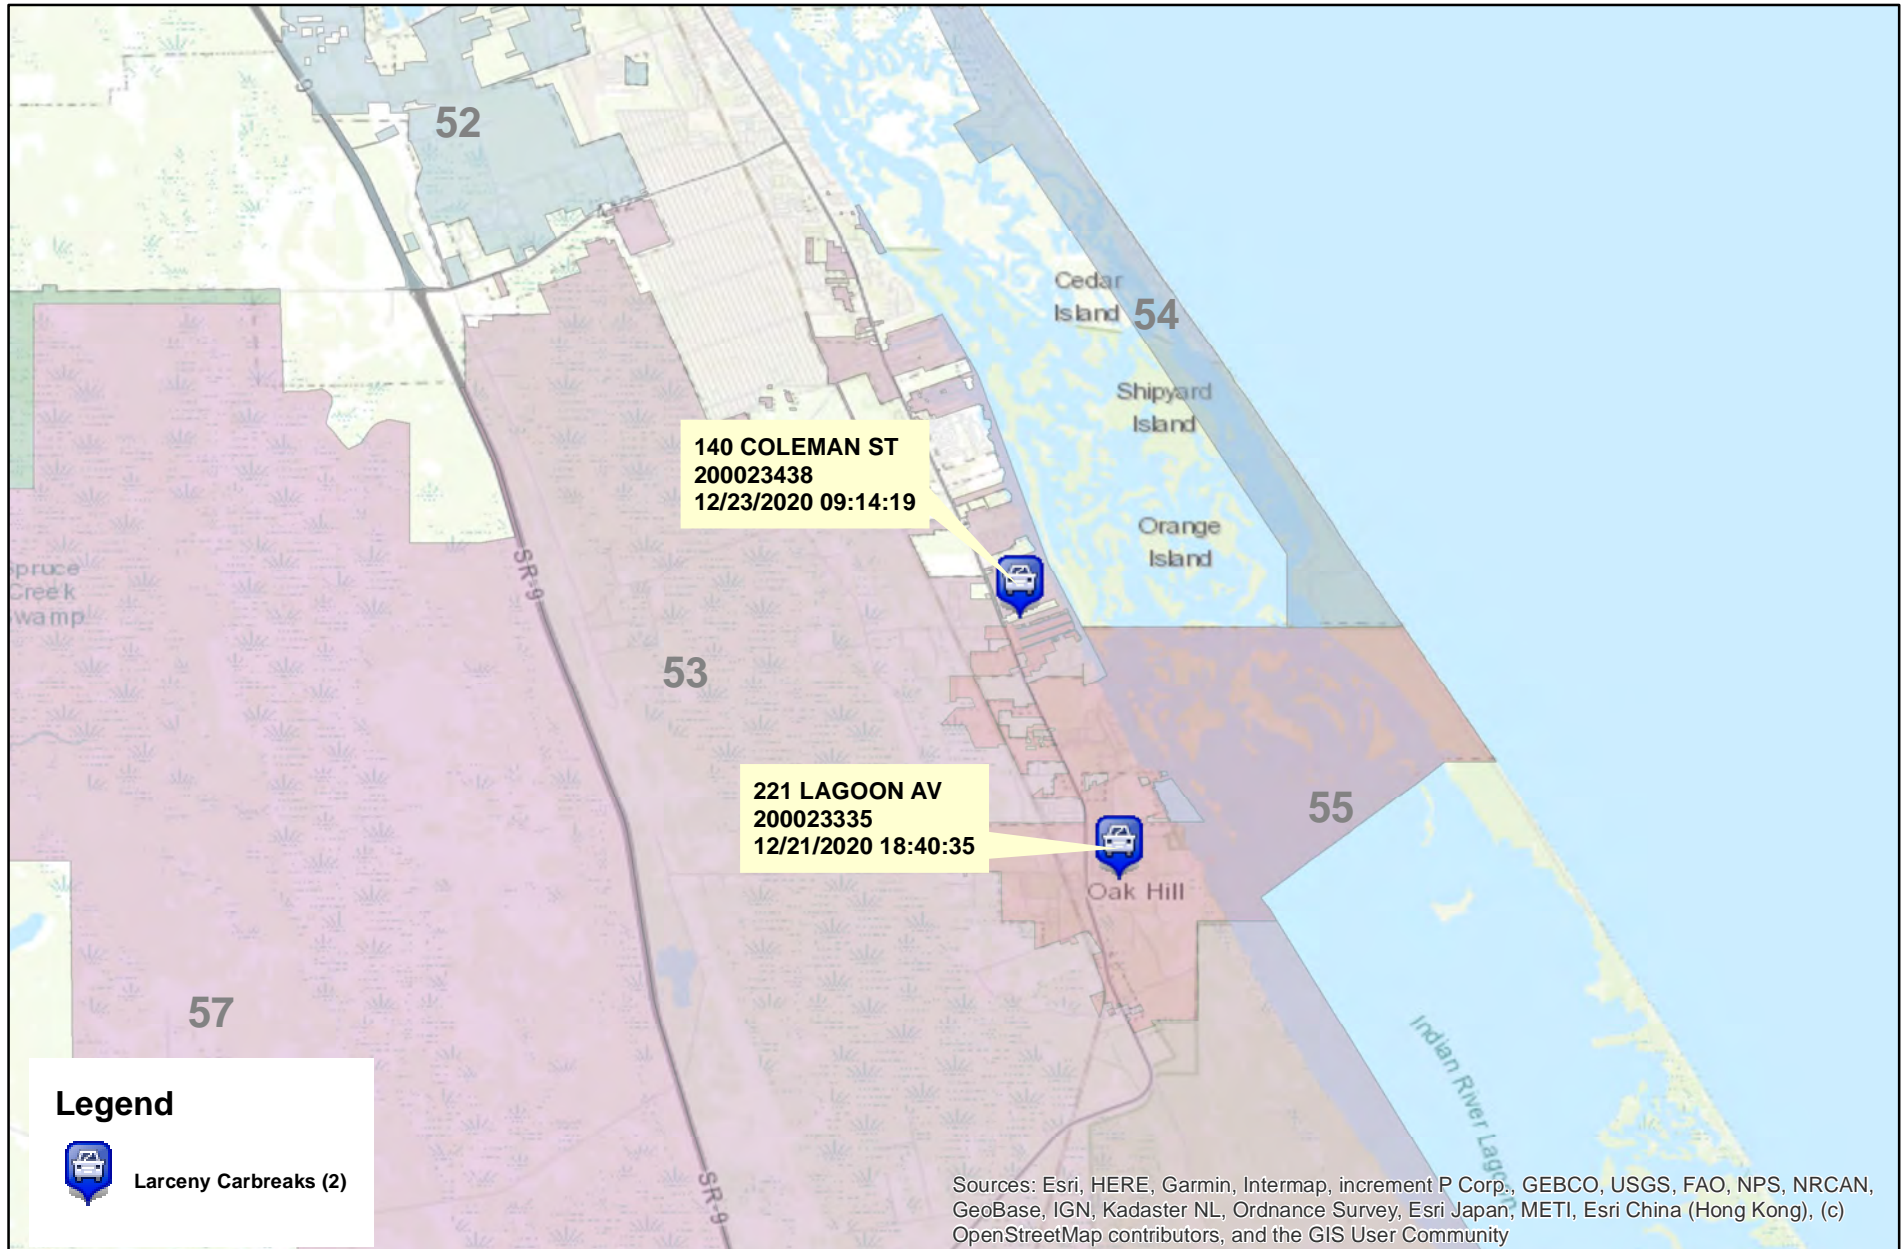 9
52
442
Cedar
Island
54
Shipyard
Island
140 COLEMAN ST
200023438
12/23/2020 09:14:19
Orange
Island
SR-9
Spruce
Creek
Swamp
53
221 LAGOON AV
200023335
12/21/2020 18:40:35
55
Oak Hill
57
Indian River Lagoon
Legend
Larceny Carbreaks (2)
SR-9
Sources: Esri, HERE, Garmin, Intermap, increment P Corp., GEBCO, USGS, FAO, NPS, NRCAN,
GeoBase, IGN, Kadaster NL, Ordnance Survey, Esri Japan, METI, Esri China (Hong Kong), (c)
OpenStreetMap contributors, and the GIS User Community